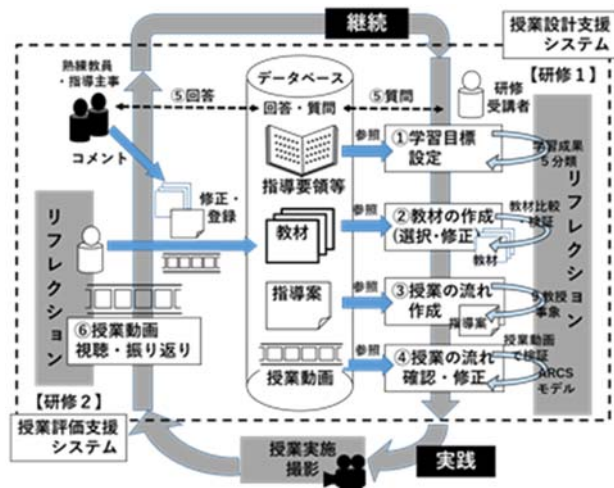 継続
授業設計支援
システム
熟練教員
・指導主事
⑤回答
データベース
回答・質問
⑤質問
研修
受講者
【研修1】
コメント
修正・
登録
指導要領等
参照
①学習目標
設定
学習成果
5分類
リフレクション
教材
参照
②教材の作成
(選択・修正)
教材
教材比較
・検証
リフレクション
指導案
参照
③授業の流れ
作成
指導案
9教授
事象
⑥授業動画
視聴・振り返り
授業動画
参照
④授業の流れ
確認・修正
授業動画
で検証
ARCS
モデル
【研修2】
授業評価支援
システム
授業実施
撮影
実践